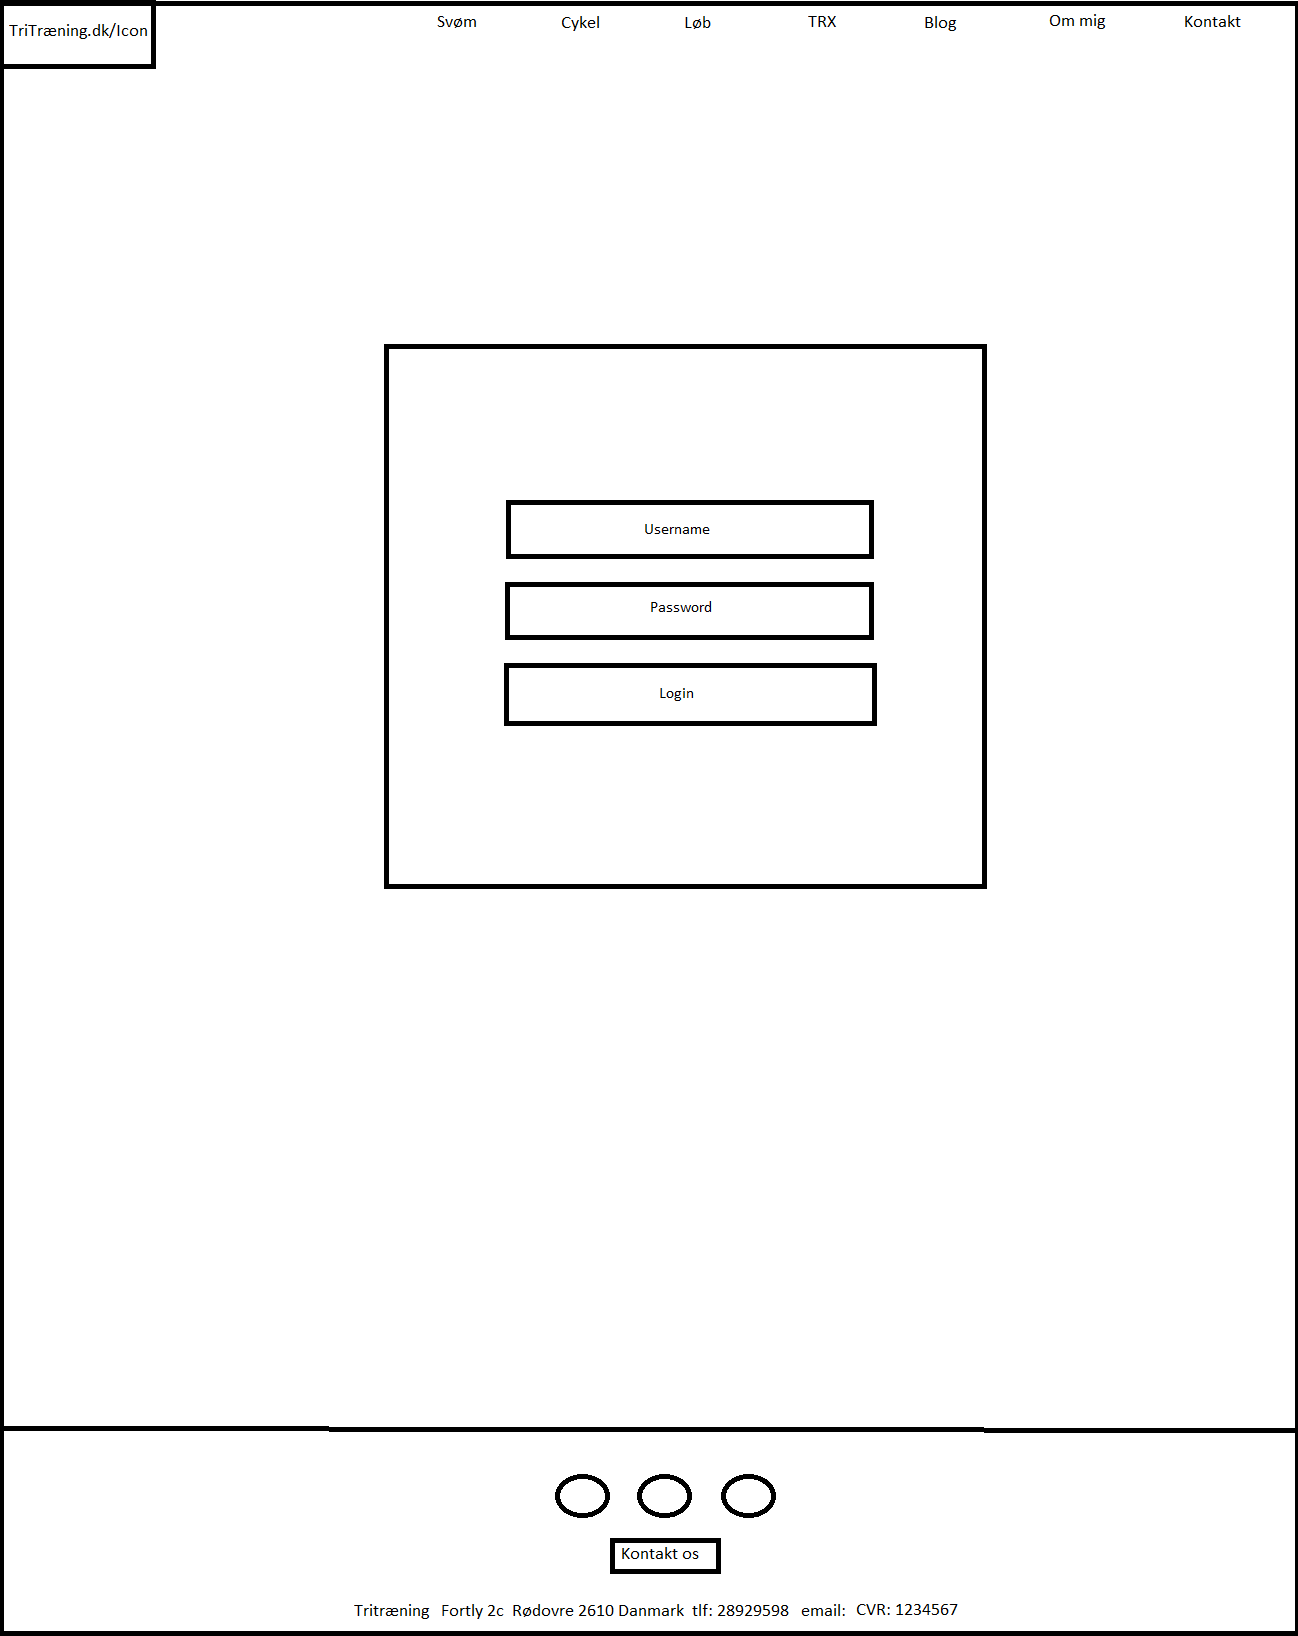 TriTræning.dk/Icon
Svøm Cykel Løb TRX Blog Om mig Kontakt
Username
Password
Login
Kontakt os
Tritræning Fortly 2c Rødovre 2610 Danmark tlf: 28929598 email: CVR: 1234567